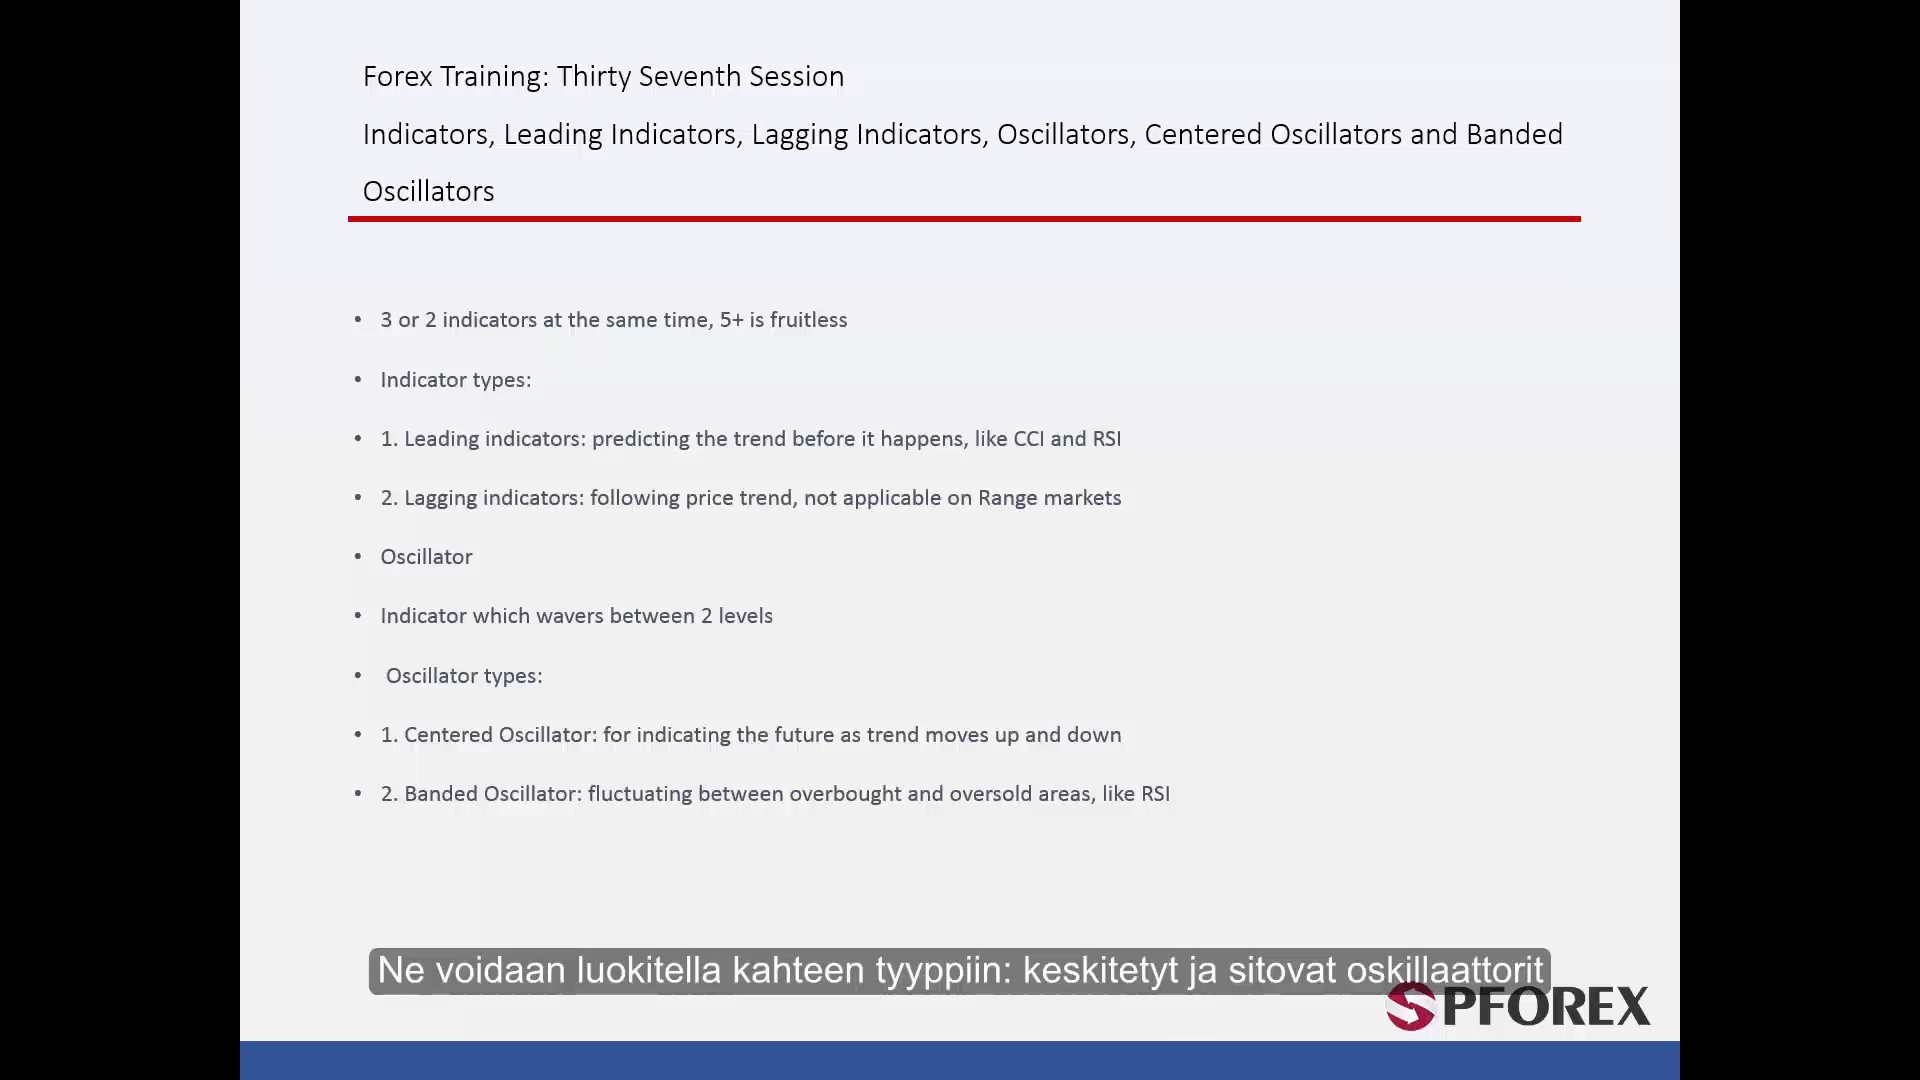 Forex Training: Thirty Seventh Session
Indicators, Leading Indicators, Lagging Indicators, Oscillators, Centered Oscillators and Banded
Oscillators
• 3 or 2 indicators at the same time, 5+ is fruitless
• Indicator types:
• 1. Leading indicators: predicting the trend before it happens, like CCI and RSI
• 2. Lagging indicators: following price trend, not applicable on Range markets
• Oscillator
• Indicator which wavers between 2 levels
• Oscillator types:
• 1. Centered Oscillator: for indicating the future as trend moves up and down
• 2. Banded Oscillator: fluctuating between overbought and oversold areas, like RSI
Ne voidaan luokitella kahteen tyyppiin: keskitetyt ja sitovat oskillaattorit
SPFOREX